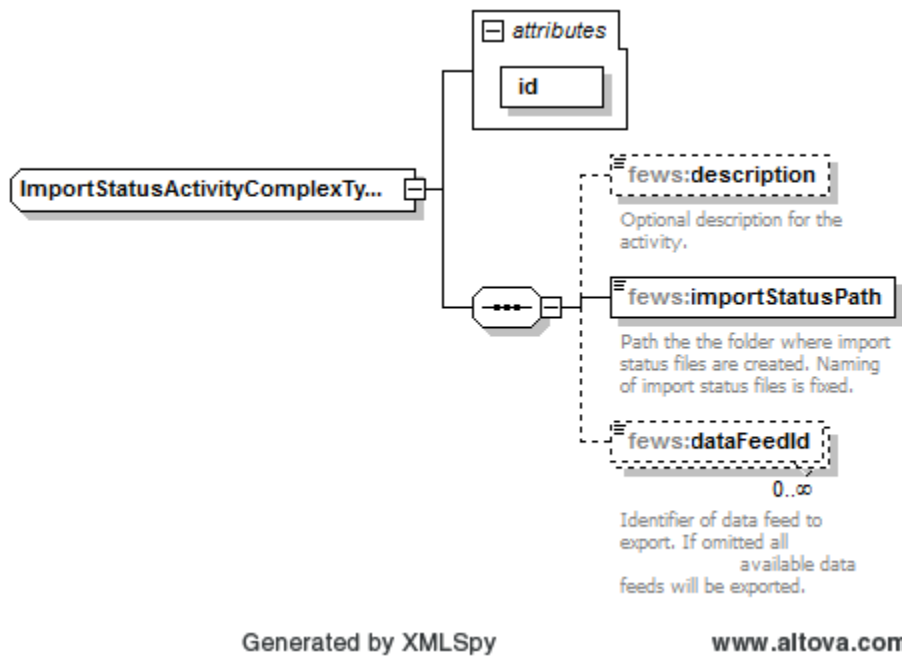 attributes
id
ImportStatusActivityComplexTy...
fews:description
Optional description for the
activity.
fews:importStatusPath
Path the the folder where import
status files are created. Naming
of import status files is fixed.
fews:dataFeedId
0..∞
Identifier of data feed to
export. If omitted all
available data
feeds will be exported.
Generated by XMLSpy
www.altova.com